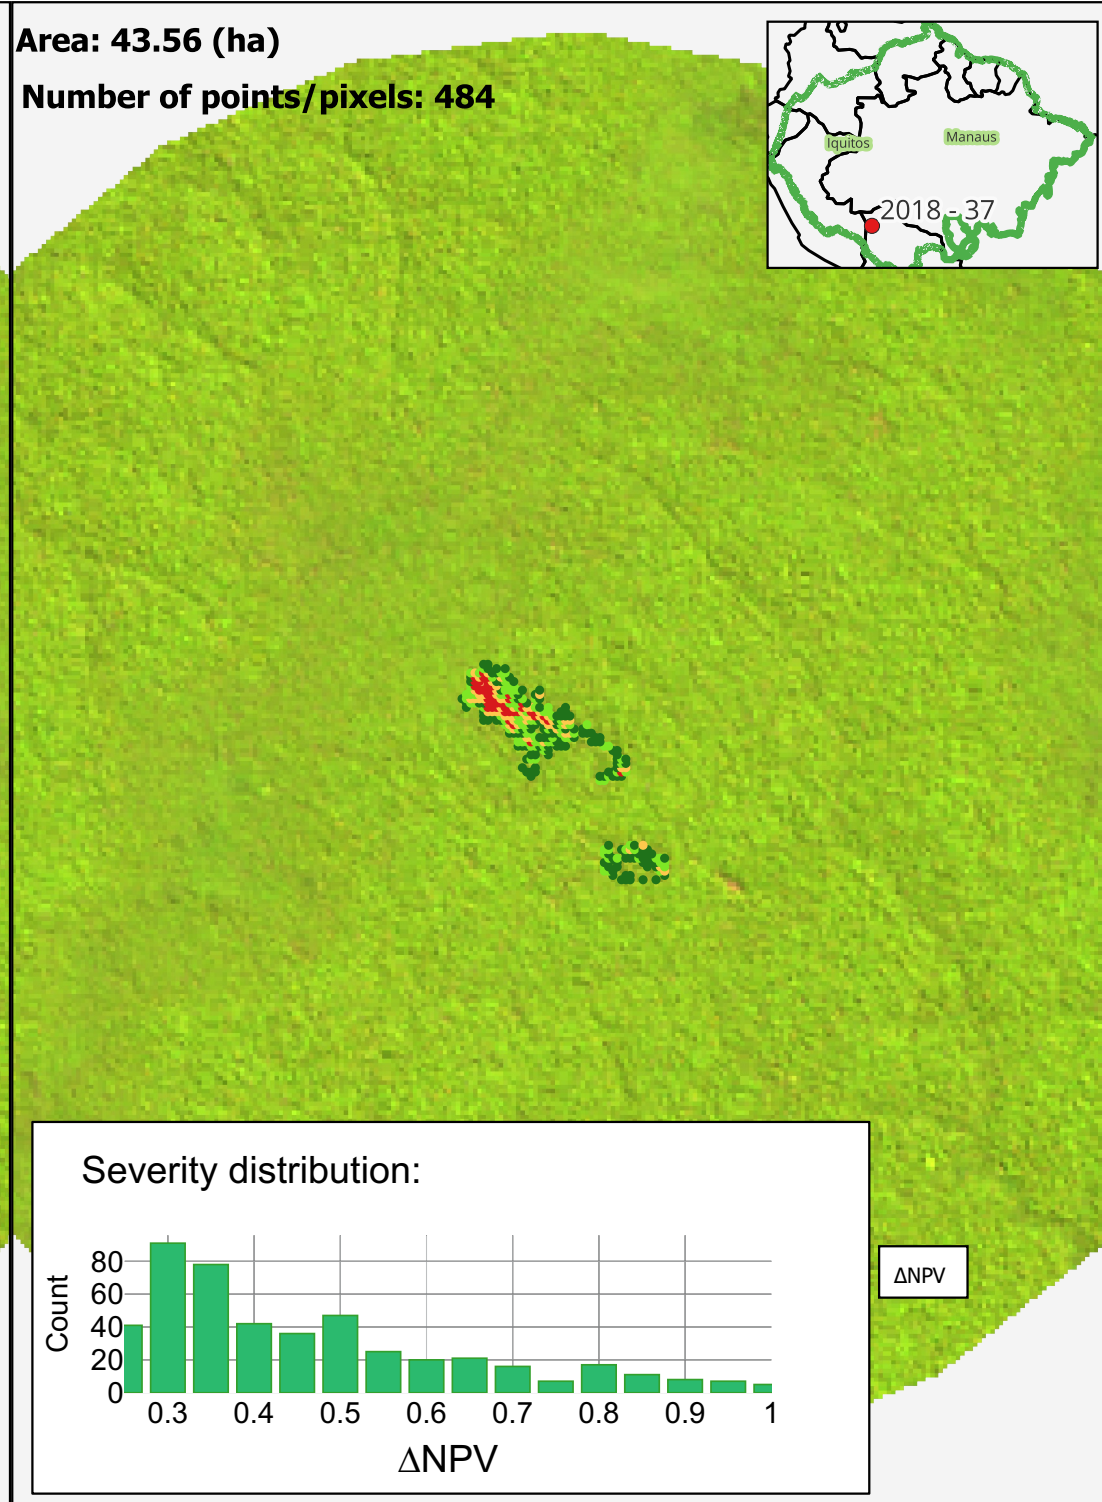 Area: 43.56 (ha)
Number of points/pixels: 484
Iquitos
Manaus
2018 - 37
Severity distribution:
80
60
40
20
0
Count
0.3 0.4 0.5 0.6 0.7 0.8 0.9 1
ΔNPV
ΔNPV